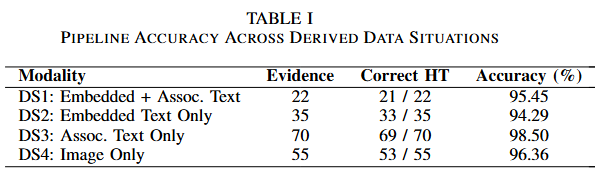 TABLE I
PIPELINE ACCURACY ACROSS DERIVED DATA SITUATIONS
Modality Evidence Correct HT Accuracy (%)
DS1: Embedded + Assoc. Text 22 21 / 22 95.45
DS2: Embedded Text Only 35 33 / 35 94.29
DS3: Assoc. Text Only 70 69 / 70 98.50
DS4: Image Only 55 53 / 55 96.36